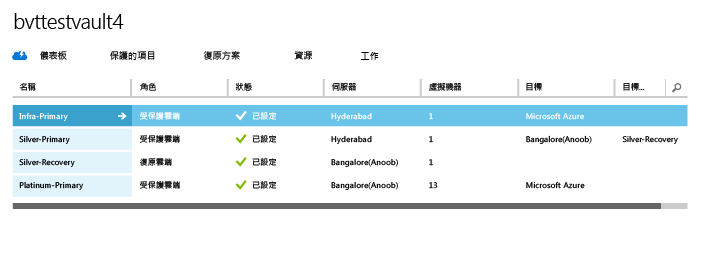 bvttestvault4
儀表板 保護的項目 復原方案 資源 工作
名稱 角色 狀態 伺服器 虛擬機器 目標 目標...
Infra-Primary 受保護雲端 已設定 Hyderabad 1 Microsoft Azure
Silver-Primary 受保護雲端 已設定 Hyderabad 1 Bangalore(Anoob) Silver-Recovery
Silver-Recovery 復原雲端 已設定 Bangalore(Anoob) 1
Platinum-Primary 受保護雲端 已設定 Bangalore(Anoob) 13 Microsoft Azure